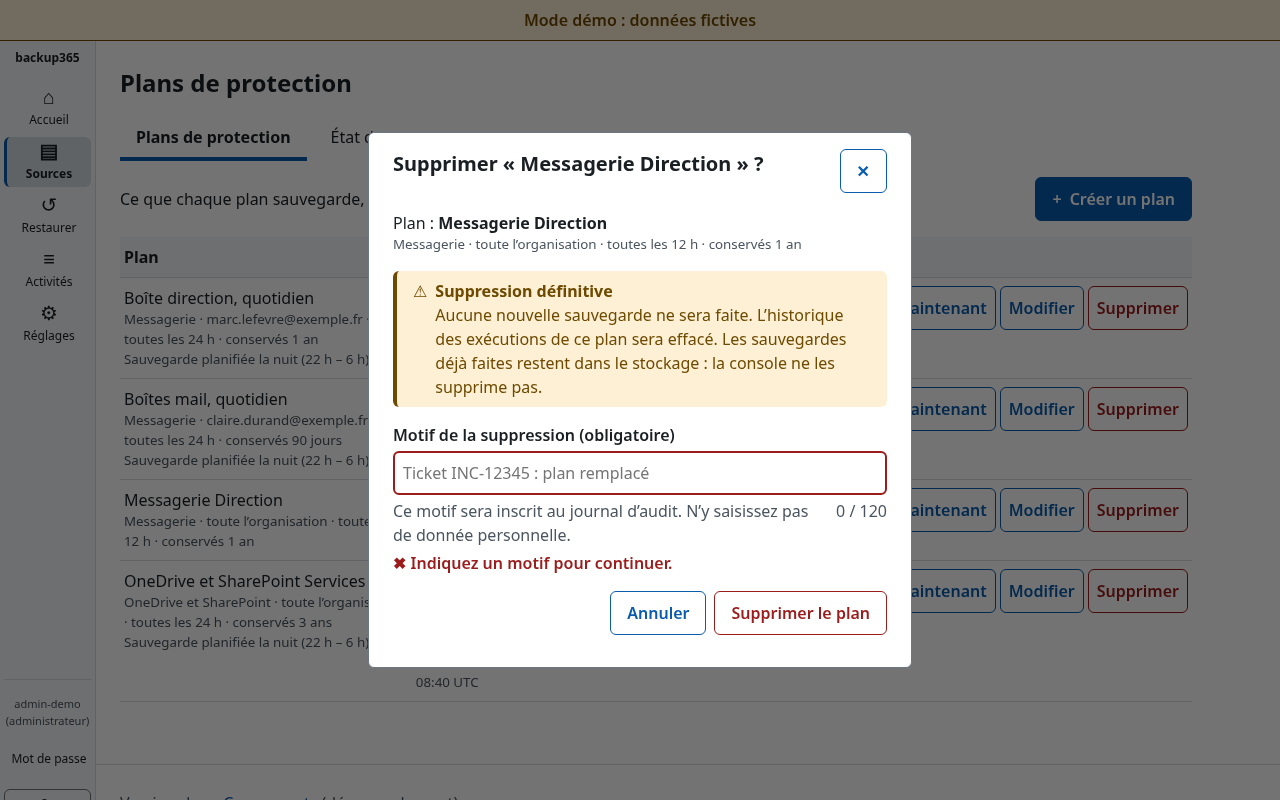 Mode démo : données fictives
backup365
Accueil
Sources
Restaurer
Activités
Réglages
admin-demo
(administrateur)
Mot de passe
Plans de protection
Plans de protection
État
Ce que chaque plan sauvegarde,
+ Créer un plan
Plan
Boîte direction, quotidien
Messagerie · marc.lefevre@exemple.fr ·
toutes les 24 h · conservés 1 an
Sauvegarde planifiée la nuit (22 h – 6 h)
Modifier
Supprimer
Boîtes mail, quotidien
Messagerie · claire.durand@exemple.fr
toutes les 24 h · conservés 90 jours
Sauvegarde planifiée la nuit (22 h – 6 h)
Modifier
Supprimer
Messagerie Direction
Messagerie · toute l’organisation · toute
12 h · conservés 1 an
Modifier
Supprimer
OneDrive et SharePoint Services
OneDrive et SharePoint · toute l’organis
· toutes les 24 h · conservés 3 ans
Sauvegarde planifiée la nuit (22 h – 6 h)
08:40 UTC
Modifier
Supprimer
Supprimer « Messagerie Direction » ?
×
Plan : Messagerie Direction
Messagerie · toute l’organisation · toutes les 12 h · conservés 1 an
⚠ Suppression définitive
Aucune nouvelle sauvegarde ne sera faite. L’historique
des exécutions de ce plan sera effacé. Les sauvegardes
déjà faites restent dans le stockage : la console ne les
supprime pas.
Motif de la suppression (obligatoire)
Ticket INC-12345 : plan remplacé
Ce motif sera inscrit au journal d’audit. N’y saisissez pas
de donnée personnelle.
0 / 120
✖ Indiquez un motif pour continuer.
Annuler
Supprimer le plan